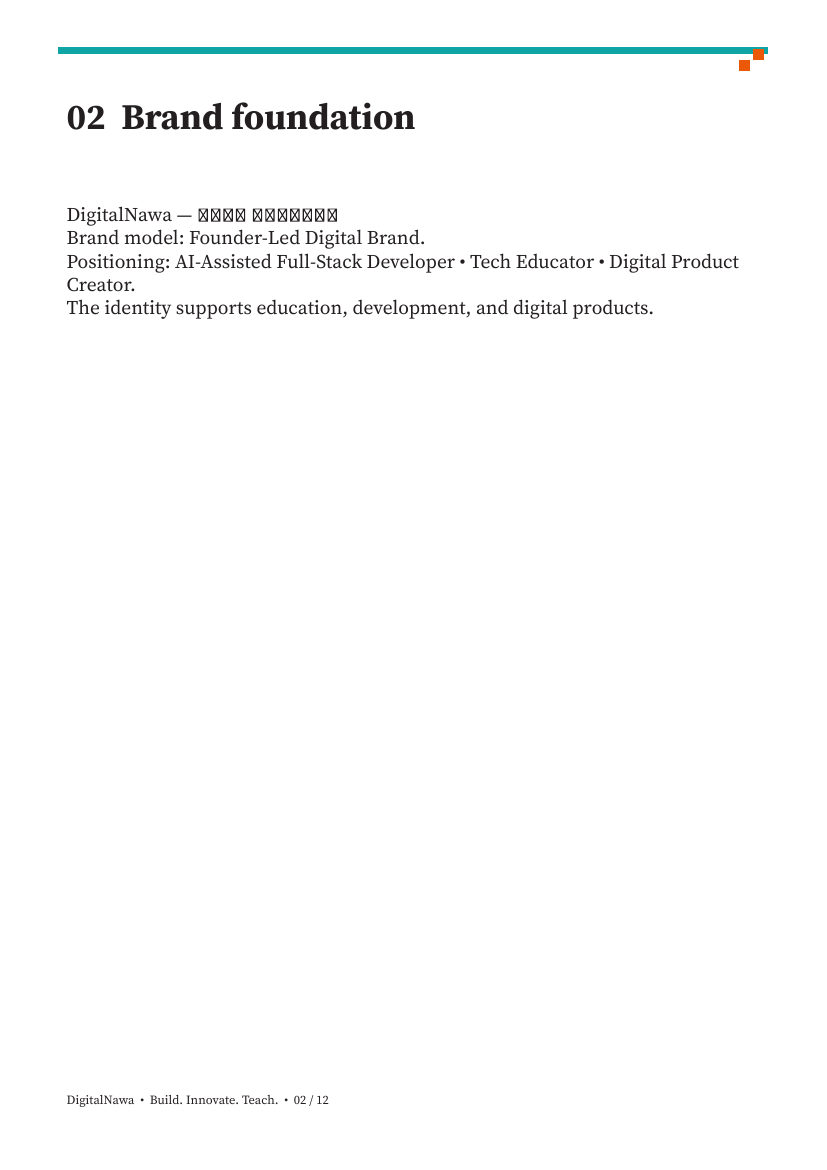 02 Brand foundation
DigitalNawa —
Brand model: Founder-Led Digital Brand.
Positioning: AI-Assisted Full-Stack Developer • Tech Educator • Digital Product
Creator.
The identity supports education, development, and digital products.
DigitalNawa • Build. Innovate. Teach. • 02 / 12